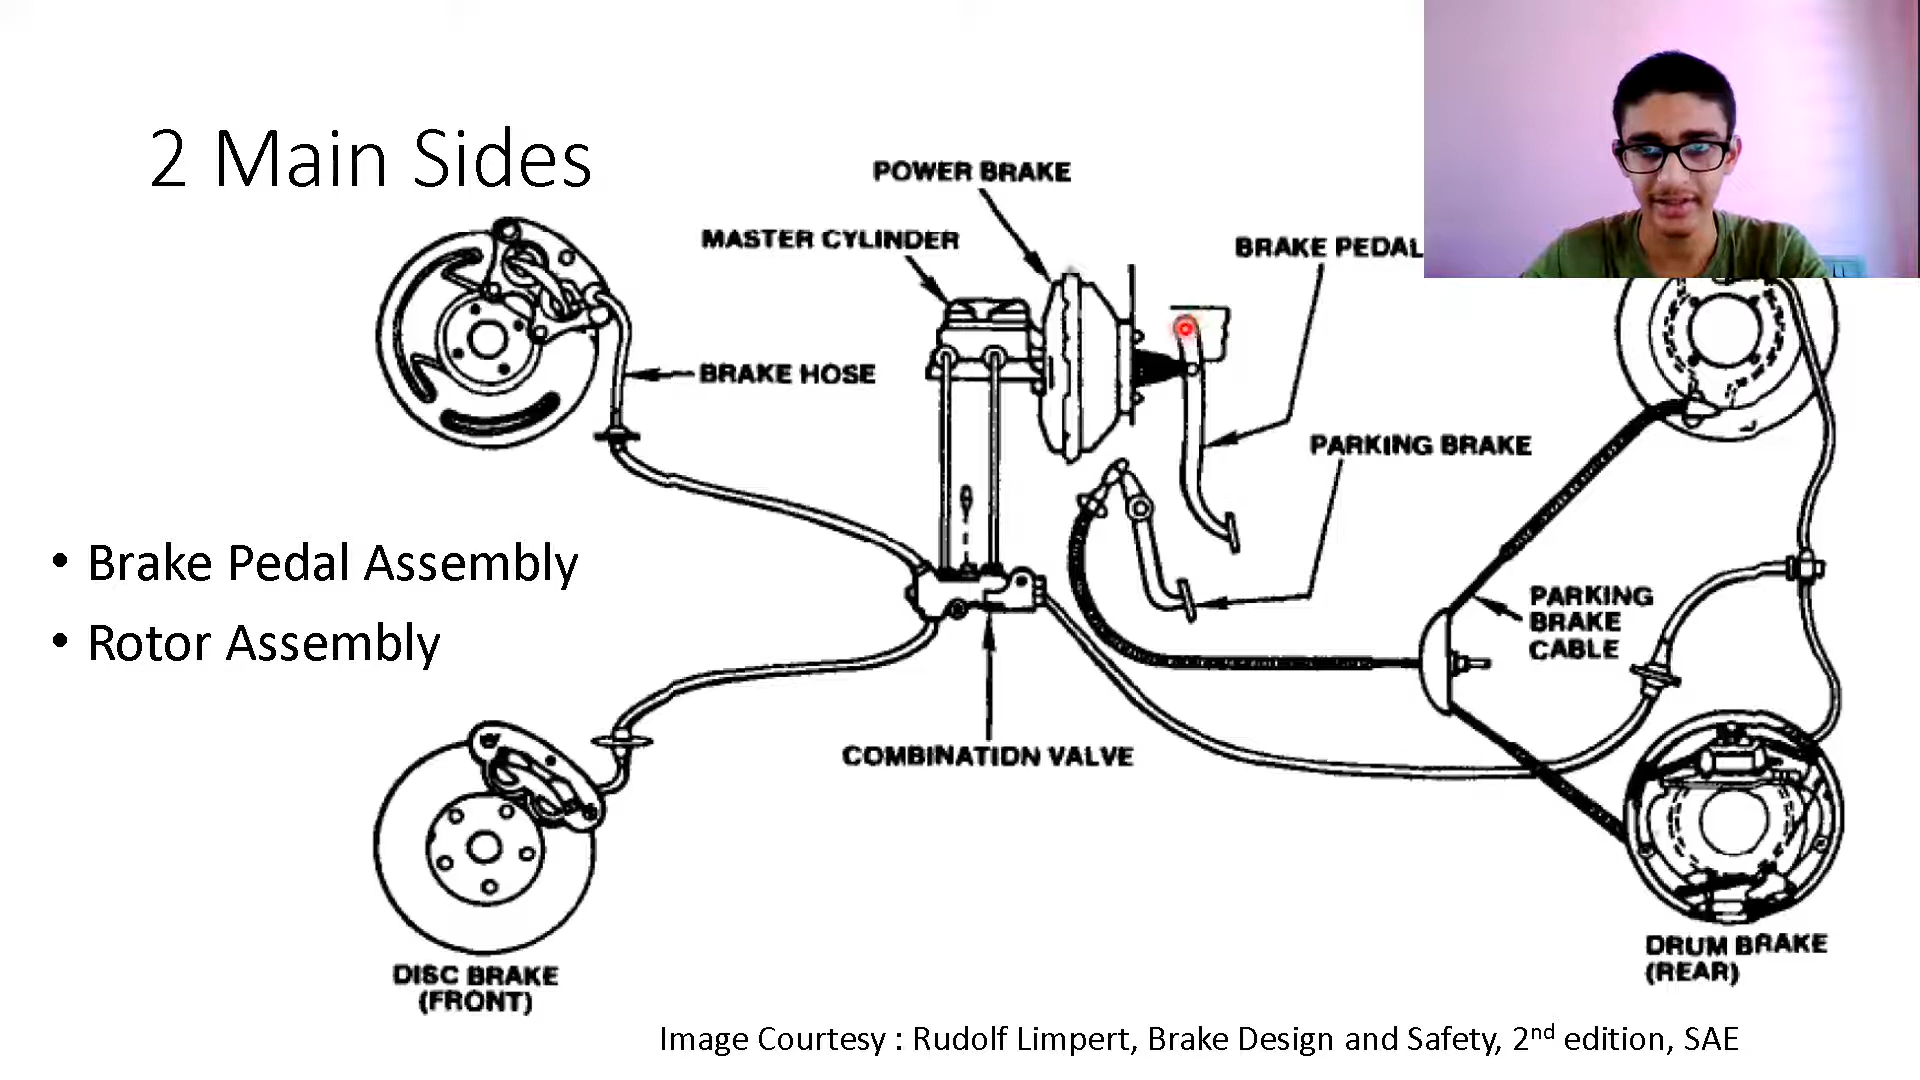 2 Main Sides
POWER BRAKE
MASTER CYLINDER
BRAKE PEDAL
BRAKE HOSE
PARKING BRAKE
• Brake Pedal Assembly
• Rotor Assembly
PARKING
BRAKE
CABLE
COMBINATION VALVE
DRUM BRAKE
(REAR)
DISC BRAKE
(FRONT)
Image Courtesy : Rudolf Limpert, Brake Design and Safety, 2nd edition, SAE